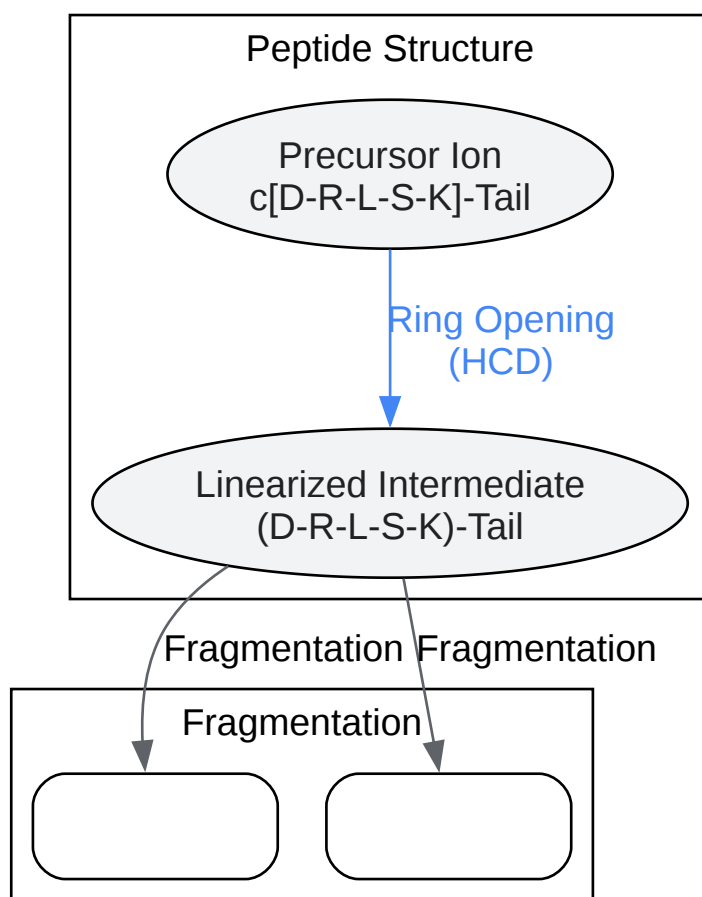 Peptide Structure
Precursor Ion
c[D-R-L-S-K]-Tail
Ring Opening
(HCD)
Linearized Intermediate
(D-R-L-S-K)-Tail
Fragmentation
Fragmentation
Fragmentation